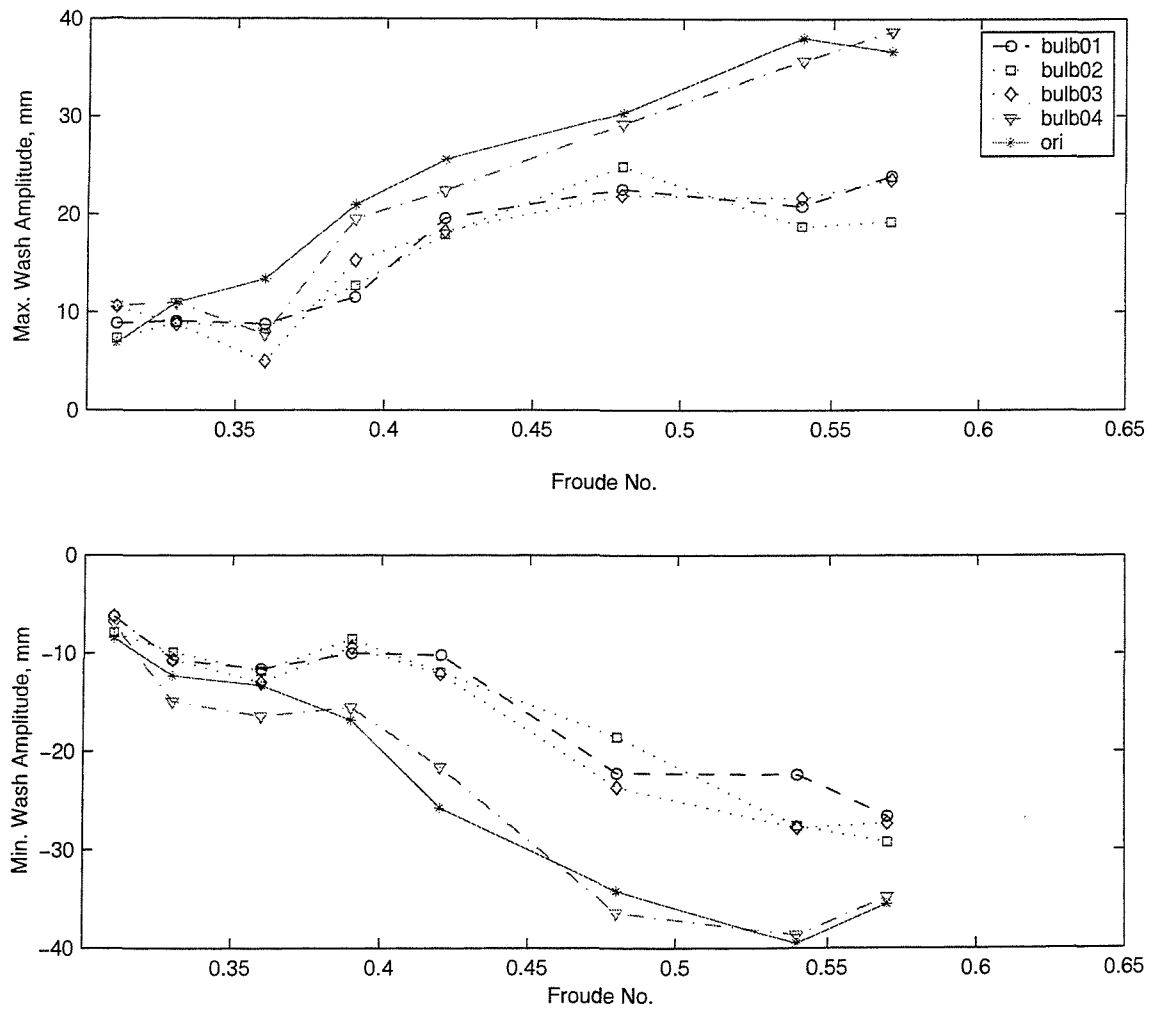 40
30
20
10
0
Max. Wash Amplitude, mm
bulb01
bulb02
bulb03
bulb04
ori
0.35 0.4 0.45 0.5 0.55 0.6 0.65
Froude No.
0
−10
−20
−30
−40
Min. Wash Amplitude, mm
0.35 0.4 0.45 0.5 0.55 0.6 0.65
Froude No.